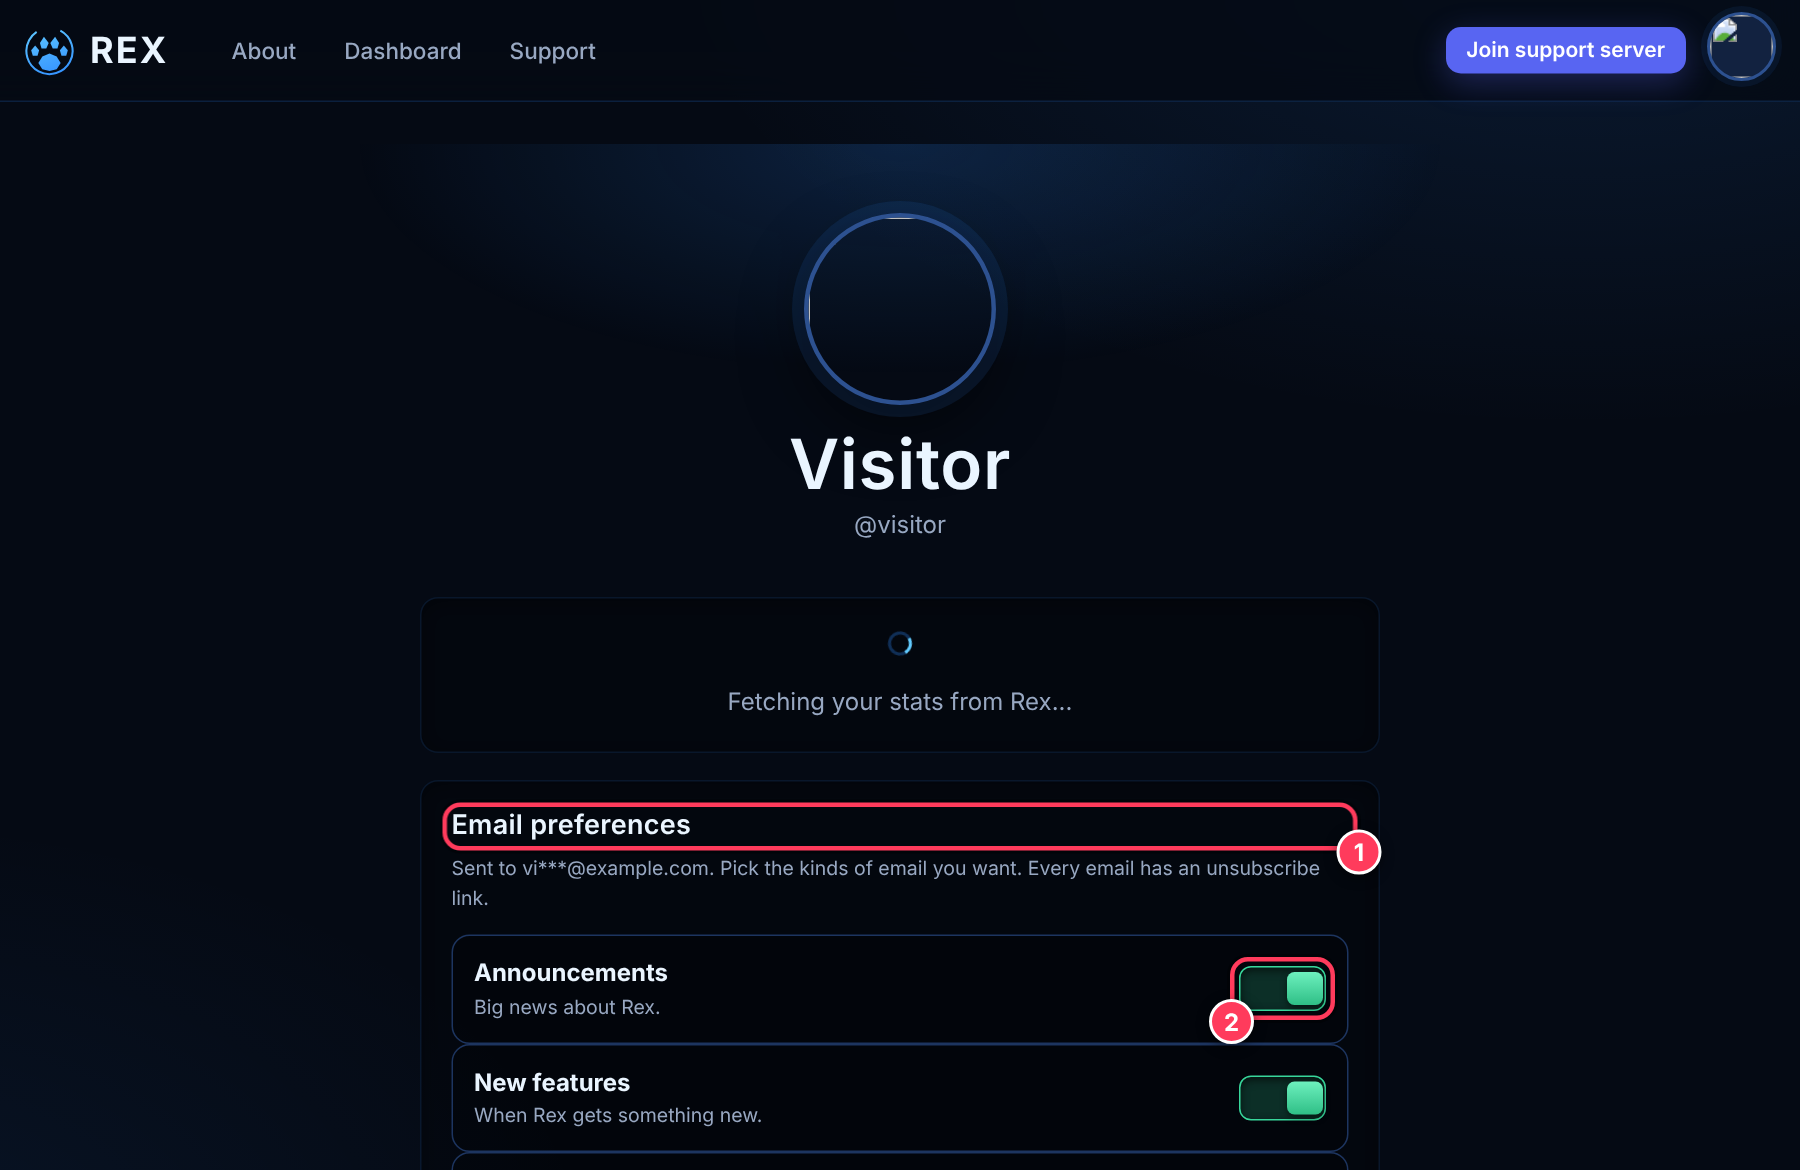 REX
About
Dashboard
Support
Join support server
Visitor
@visitor
Fetching your stats from Rex...
Email preferences
1
Sent to vi***@example.com. Pick the kinds of email you want. Every email has an unsubscribe
link.
Announcements
Big news about Rex.
2
New features
When Rex gets something new.